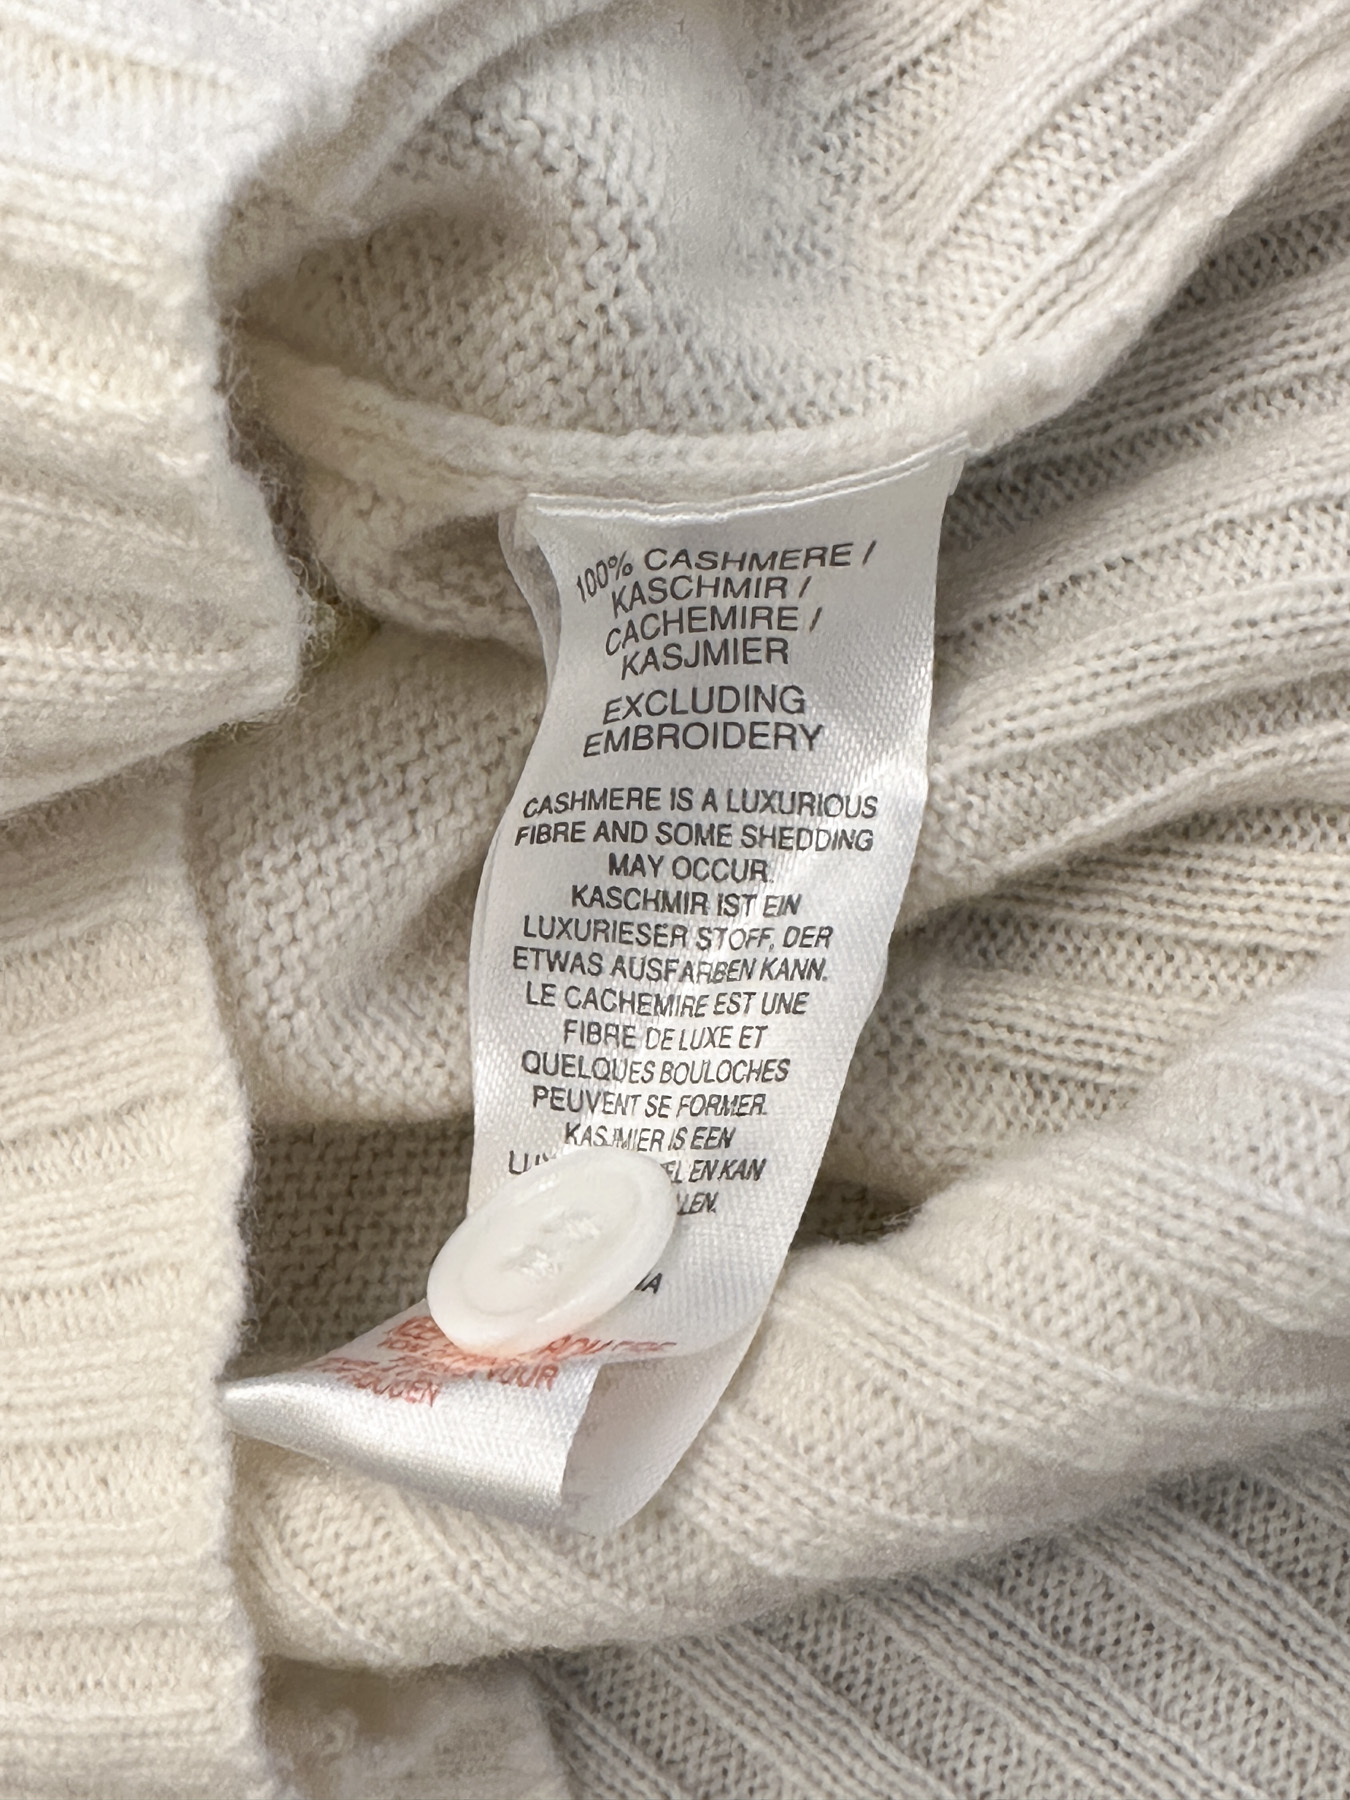 100% CASHMERE /
KASCHMIR /
CACHEMIRE /
KASJMIER
EXCLUDING
EMBROIDERY
CASHMERE IS A LUXURIOUS
FIBRE AND SOME SHEDDING
MAY OCCUR.
KASCHMIR IST EIN
LUXURIESER STOFF, DER
ETWAS AUSFARBEN KANN.
LE CACHEMIRE EST UNE
FIBRE DE LUXE ET
QUELQUES BOULOCHES
PEUVENT SE FORMER.
KASJMIER IS EEN
EN KAN